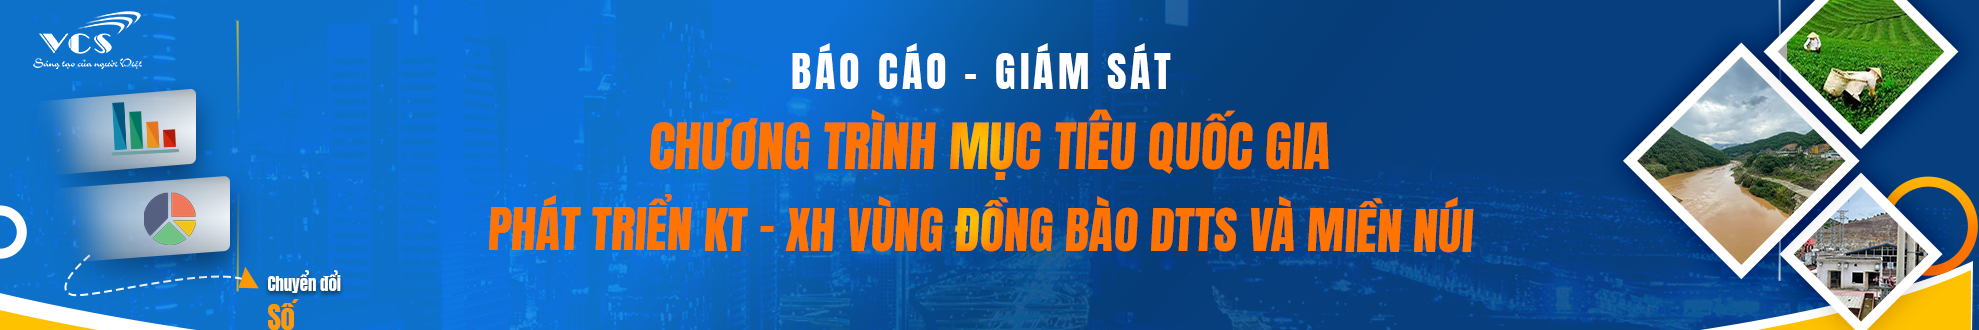 VCS
Sáng tạo của người Việt
BÁO CÁO - GIÁM SÁT
CHƯƠNG TRÌNH MỤC TIÊU QUỐC GIA
PHÁT TRIỂN KT - XH VÙNG ĐỒNG BÀO DTTS VÀ MIỀN NÚI
Chuyển đổi
Số